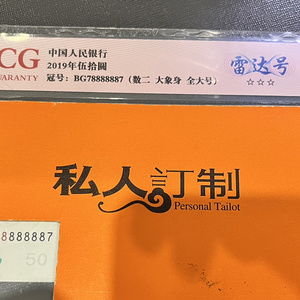 CG
WARRANTY
中国人民银行
2019年伍拾圆
冠号：BG78888887（数二 大象身 全大号）
雷达号
☆☆☆
私人訂制
Personal Tailot
8888887
50